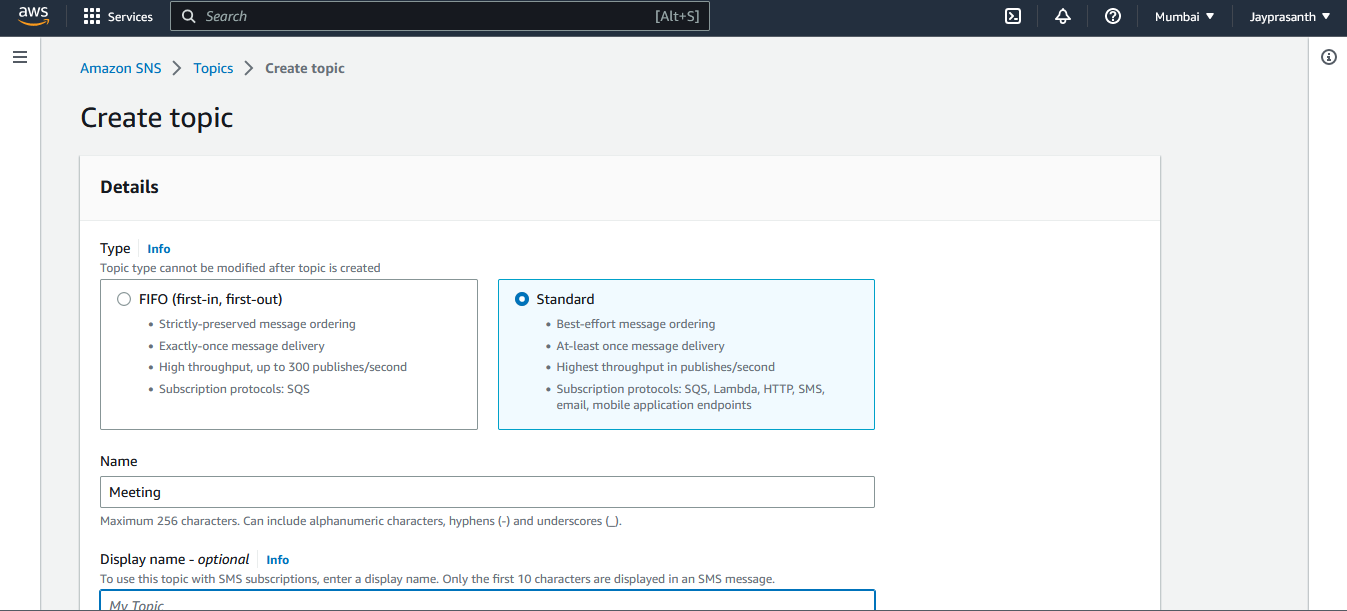 aws Services Search [Alt+S] Mumbai ▼ Jayprasanth ▼
Amazon SNS > Topics > Create topic
Create topic
Details
Type Info
Topic type cannot be modified after topic is created
FIFO (first-in, first-out)
• Strictly-preserved message ordering
• Exactly-once message delivery
• High throughput, up to 300 publishes/second
• Subscription protocols: SQS
Standard
• Best-effort message ordering
• At-least once message delivery
• Highest throughput in publishes/second
• Subscription protocols: SQS, Lambda, HTTP, SMS,
email, mobile application endpoints
Name
Meeting
Maximum 256 characters. Can include alphanumeric characters, hyphens (-) and underscores (_).
Display name - optional Info
To use this topic with SMS subscriptions, enter a display name. Only the first 10 characters are displayed in an SMS message.
My Topic